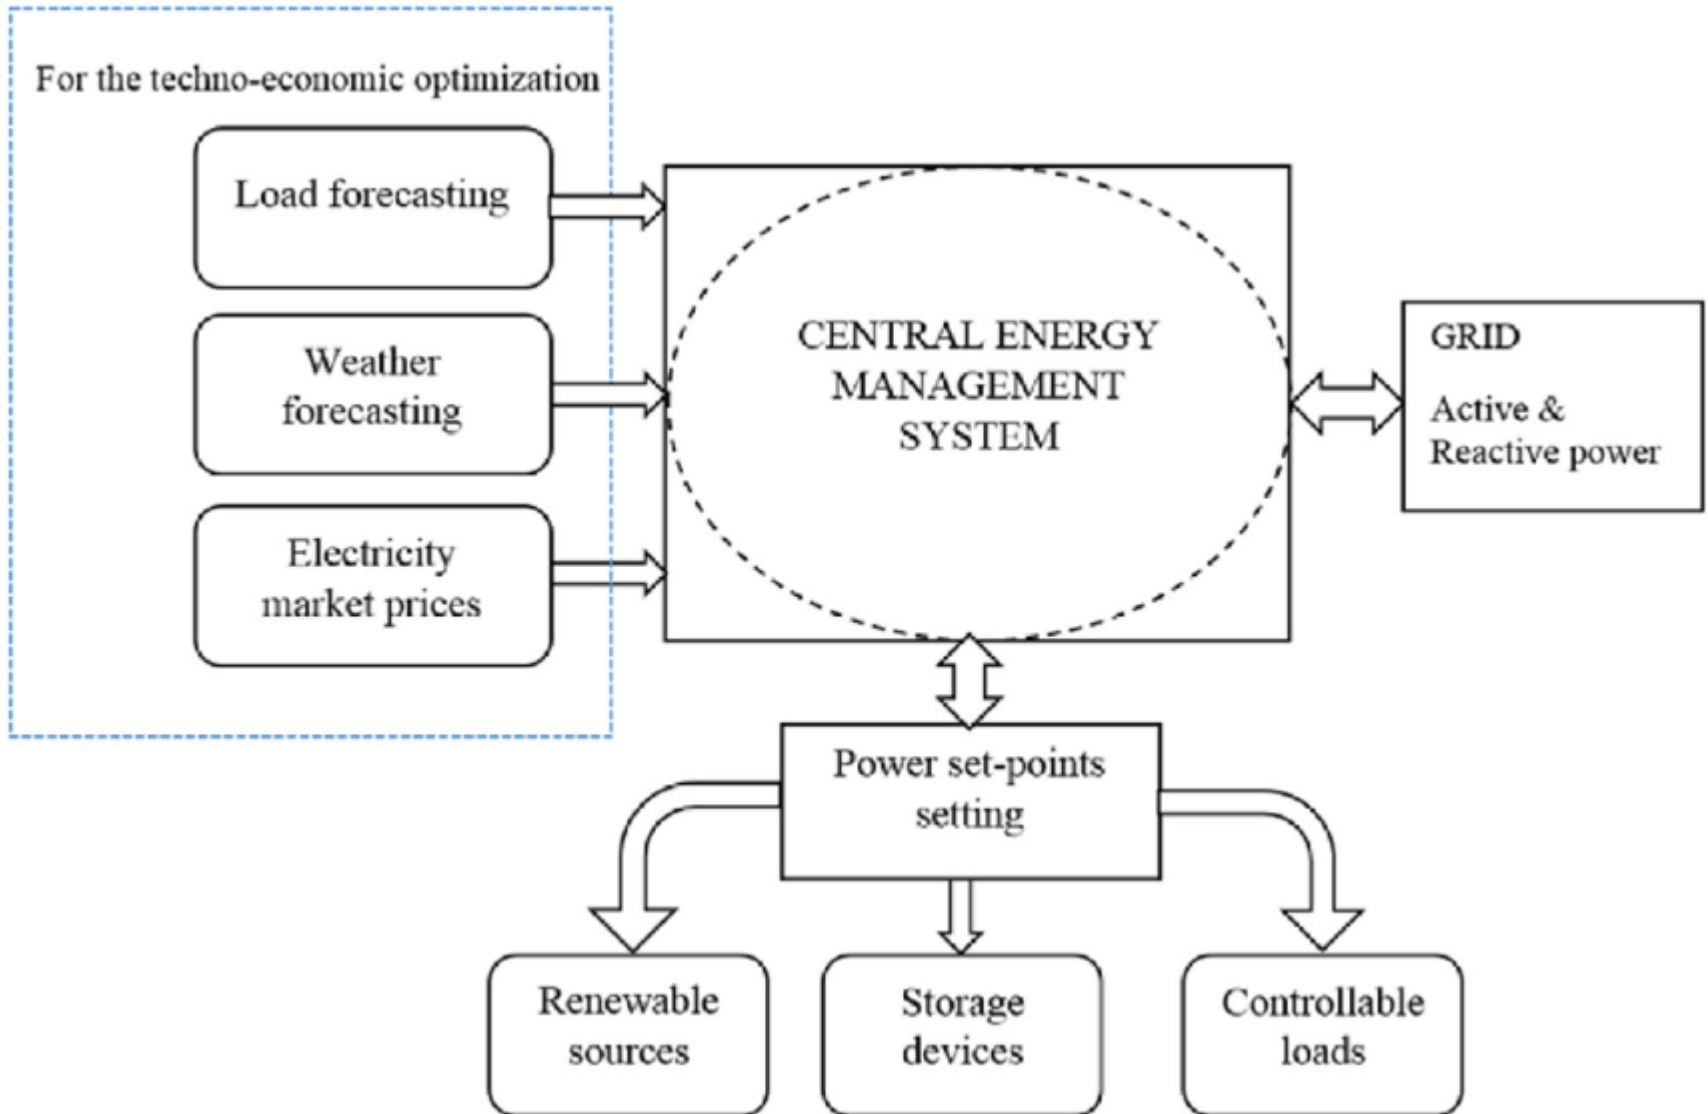 For the techno-economic optimization
Load forecasting
Weather
forecasting
Electricity
market prices
CENTRAL ENERGY
MANAGEMENT
SYSTEM
GRID
Active &
Reactive power
Power set-points
setting
Renewable
sources
Storage
devices
Controllable
loads